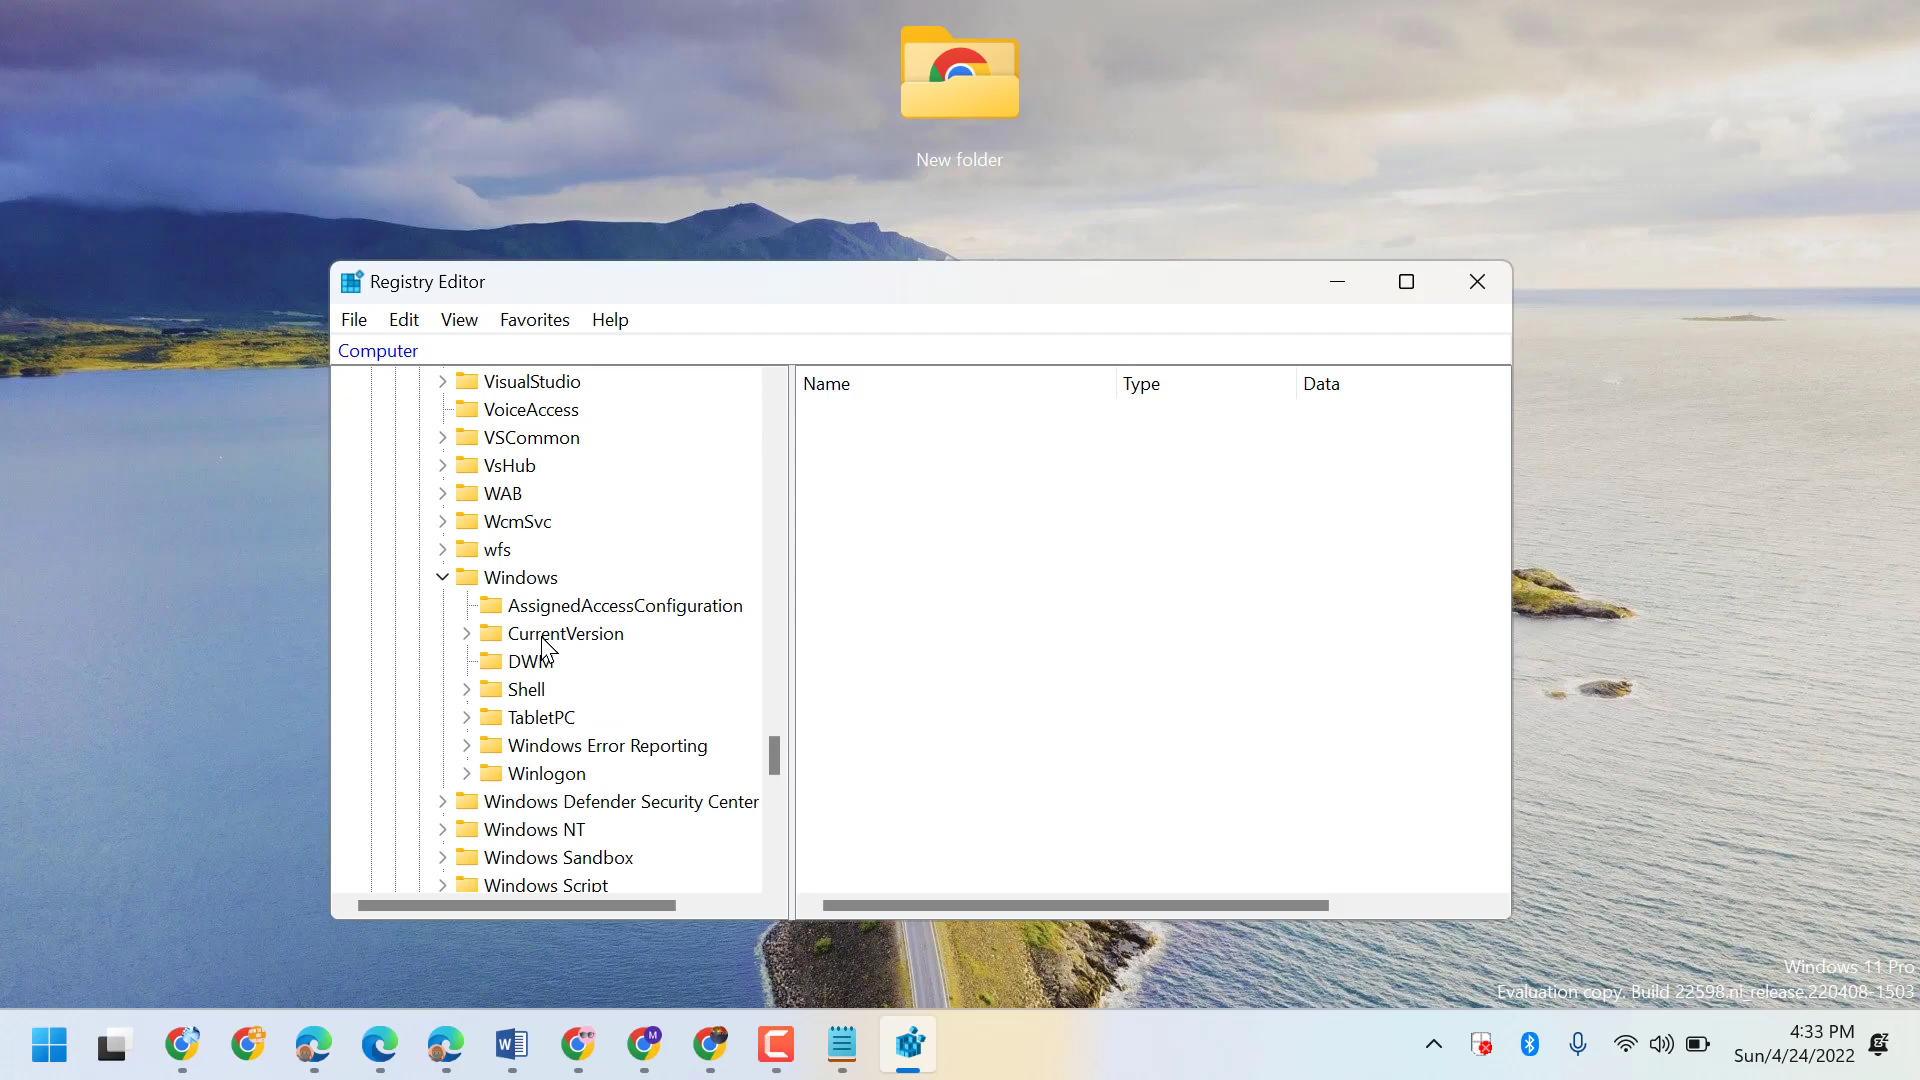 New folder
Registry Editor
File Edit View Favorites Help
Computer
Name Type Data
VisualStudio
VoiceAccess
VSCommon
VsHub
WAB
WcmSvc
wfs
Windows
AssignedAccessConfiguration
CurrentVersion
DWM
Shell
TabletPC
Windows Error Reporting
Winlogon
Windows Defender Security Center
Windows NT
Windows Sandbox
Windows Script
Windows 11 Pro
Evaluation copy. Build 22598.ni_release.220408-1503
4:33 PM
Sun/4/24/2022